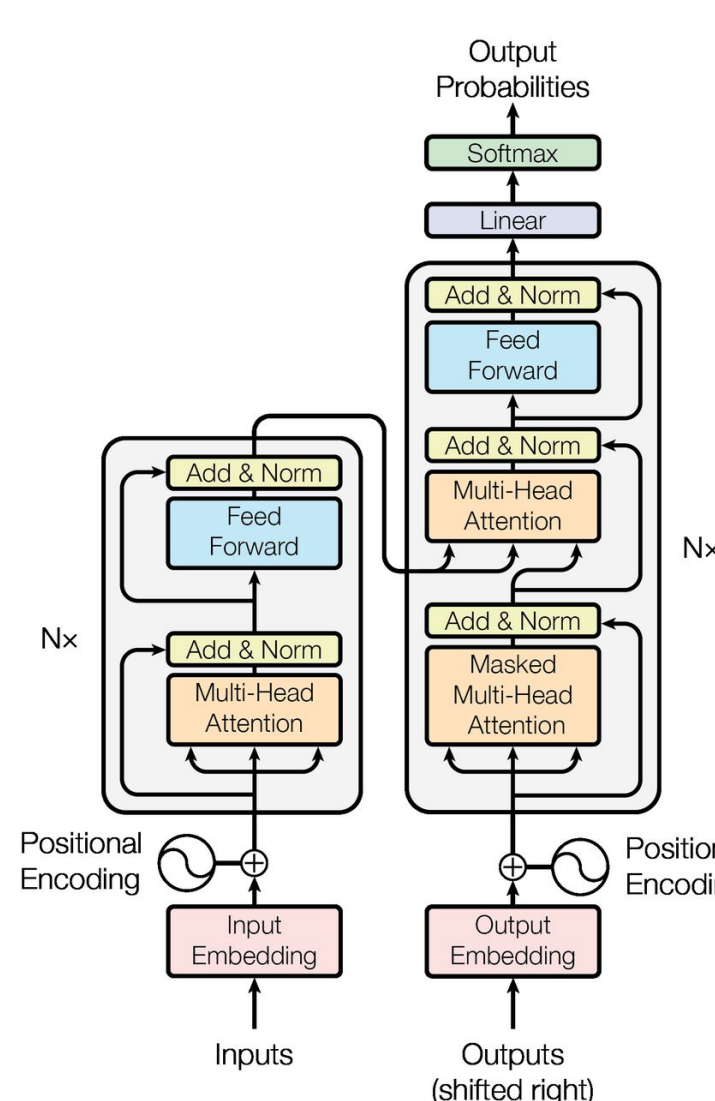 Output
Probabilities
Softmax
Linear
Add & Norm
Feed
Forward
Add & Norm
Multi-Head
Attention
Add & Norm
Masked
Multi-Head
Attention
N×
Add & Norm
Feed
Forward
Add & Norm
Multi-Head
Attention
N×
Positional
Encoding
Input
Embedding
Inputs
Output
Embedding
Outputs
(shifted right)